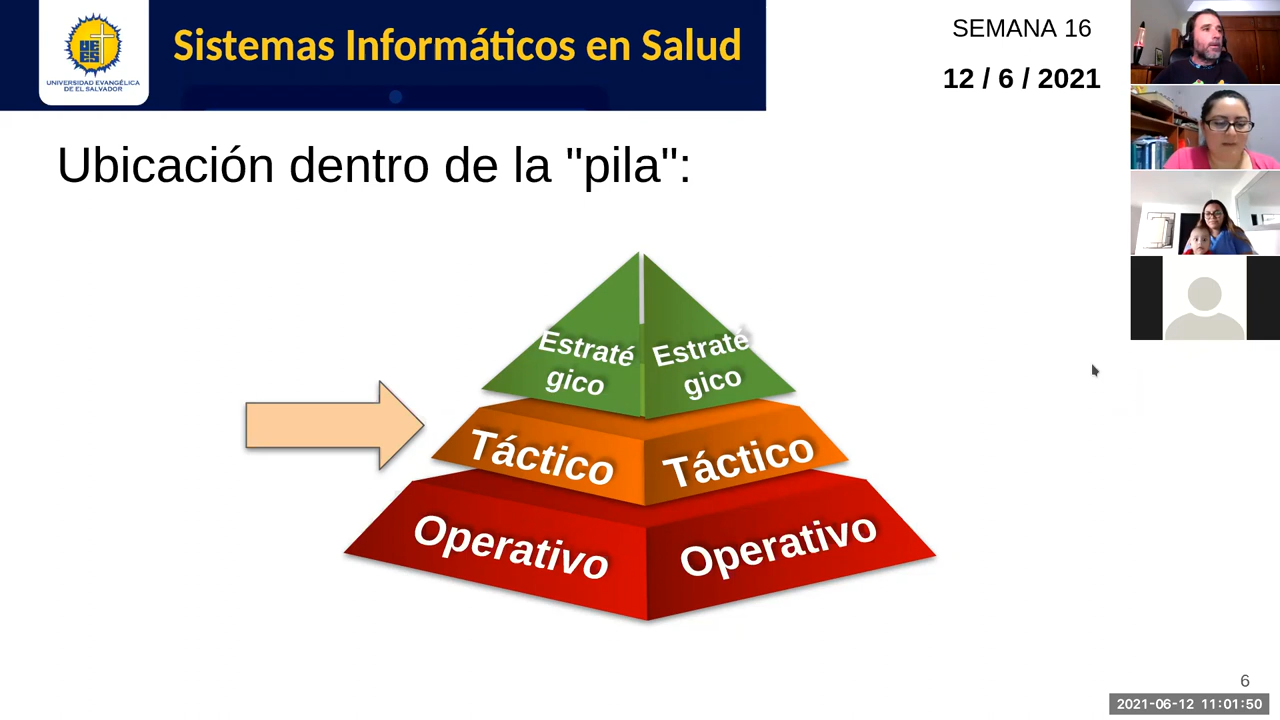 Sistemas Informáticos en Salud
UNIVERSIDAD EVANGÉLICA
DE EL SALVADOR
SEMANA 16
12 / 6 / 2021
Ubicación dentro de la "pila":
Estraté
gico
Estraté
gico
Táctico
Táctico
Operativo
Operativo
6
2021-06-12 11:01:50